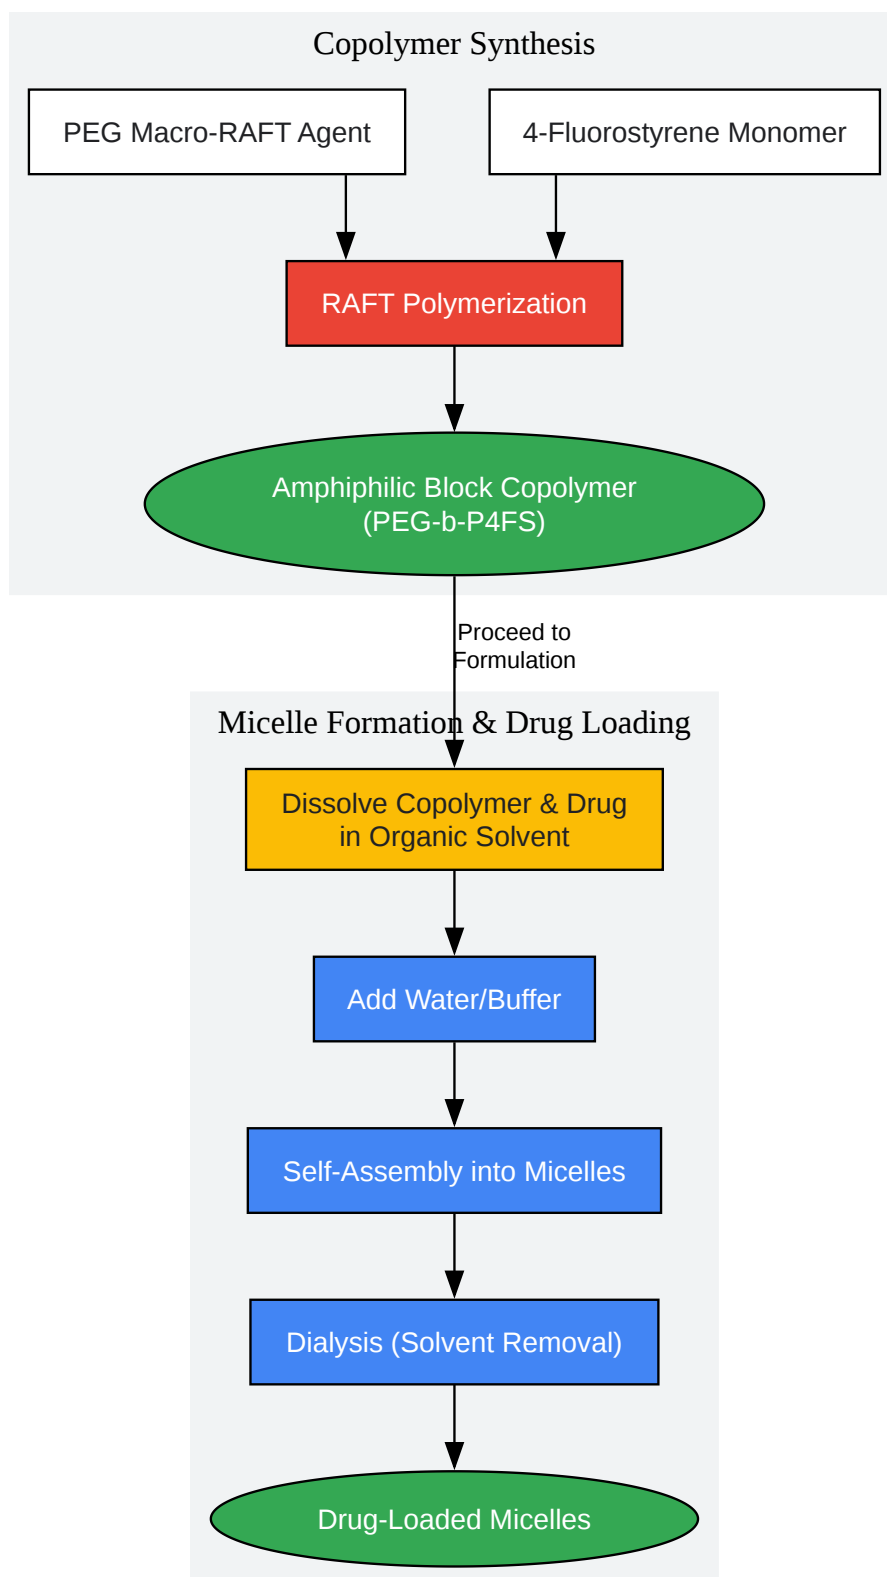 Copolymer Synthesis
PEG Macro-RAFT Agent
4-Fluorostyrene Monomer
RAFT Polymerization
Amphiphilic Block Copolymer
(PEG-b-P4FS)
Proceed to
Formulation
Micelle Formation & Drug Loading
Dissolve Copolymer & Drug
in Organic Solvent
Add Water/Buffer
Self-Assembly into Micelles
Dialysis (Solvent Removal)
Drug-Loaded Micelles